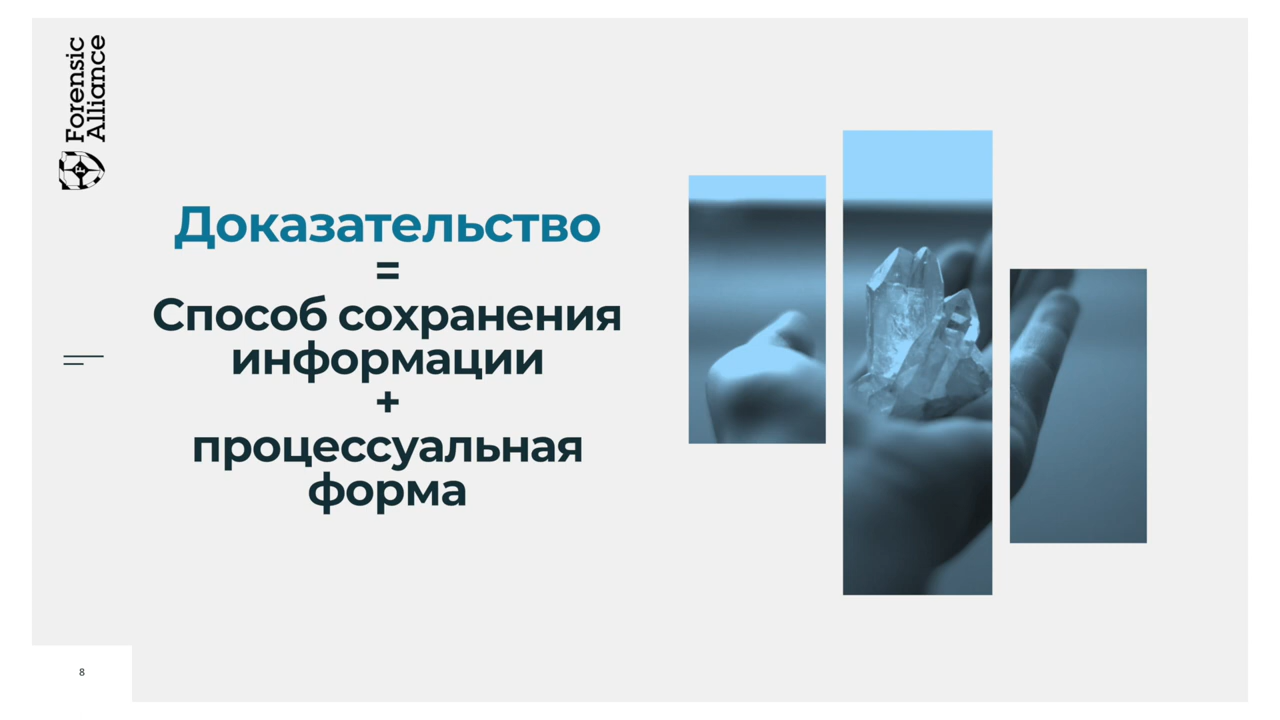 Forensic
Alliance
F
Доказательство
=
Способ сохранения
информации
+
процессуальная
форма
8